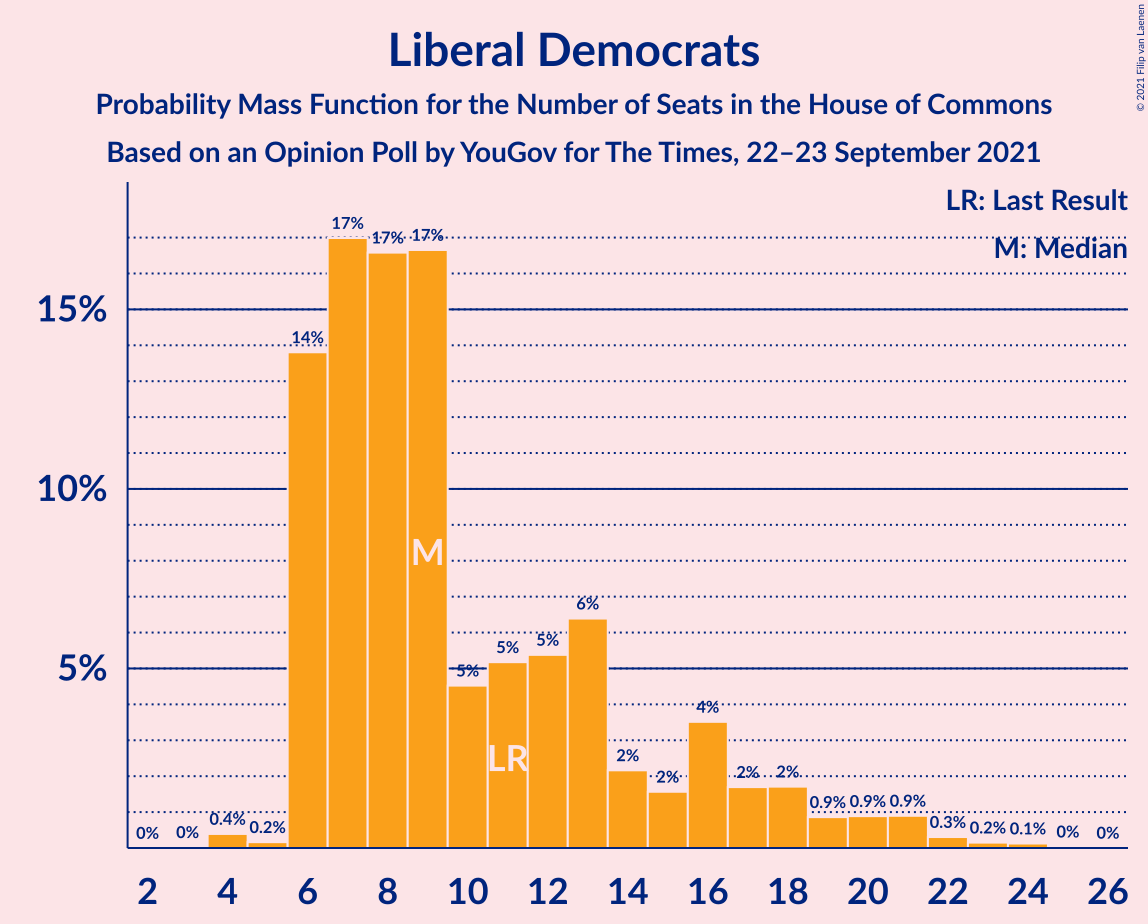 © 2021 Filip van Laenen
Liberal Democrats
Probability Mass Function for the Number of Seats in the House of Commons
Based on an Opinion Poll by YouGov for The Times, 22–23 September 2021
LR: Last Result
M: Median
15%
10%
5%
0% 0% 0.4% 0.2% 14% 17% 17% 17% 5% 5% 5% 6% 2% 2% 4% 2% 2% 0.9% 0.9% 0.9% 0.3% 0.2% 0.1% 0% 0%
M
LR
2 4 6 8 10 12 14 16 18 20 22 24 26